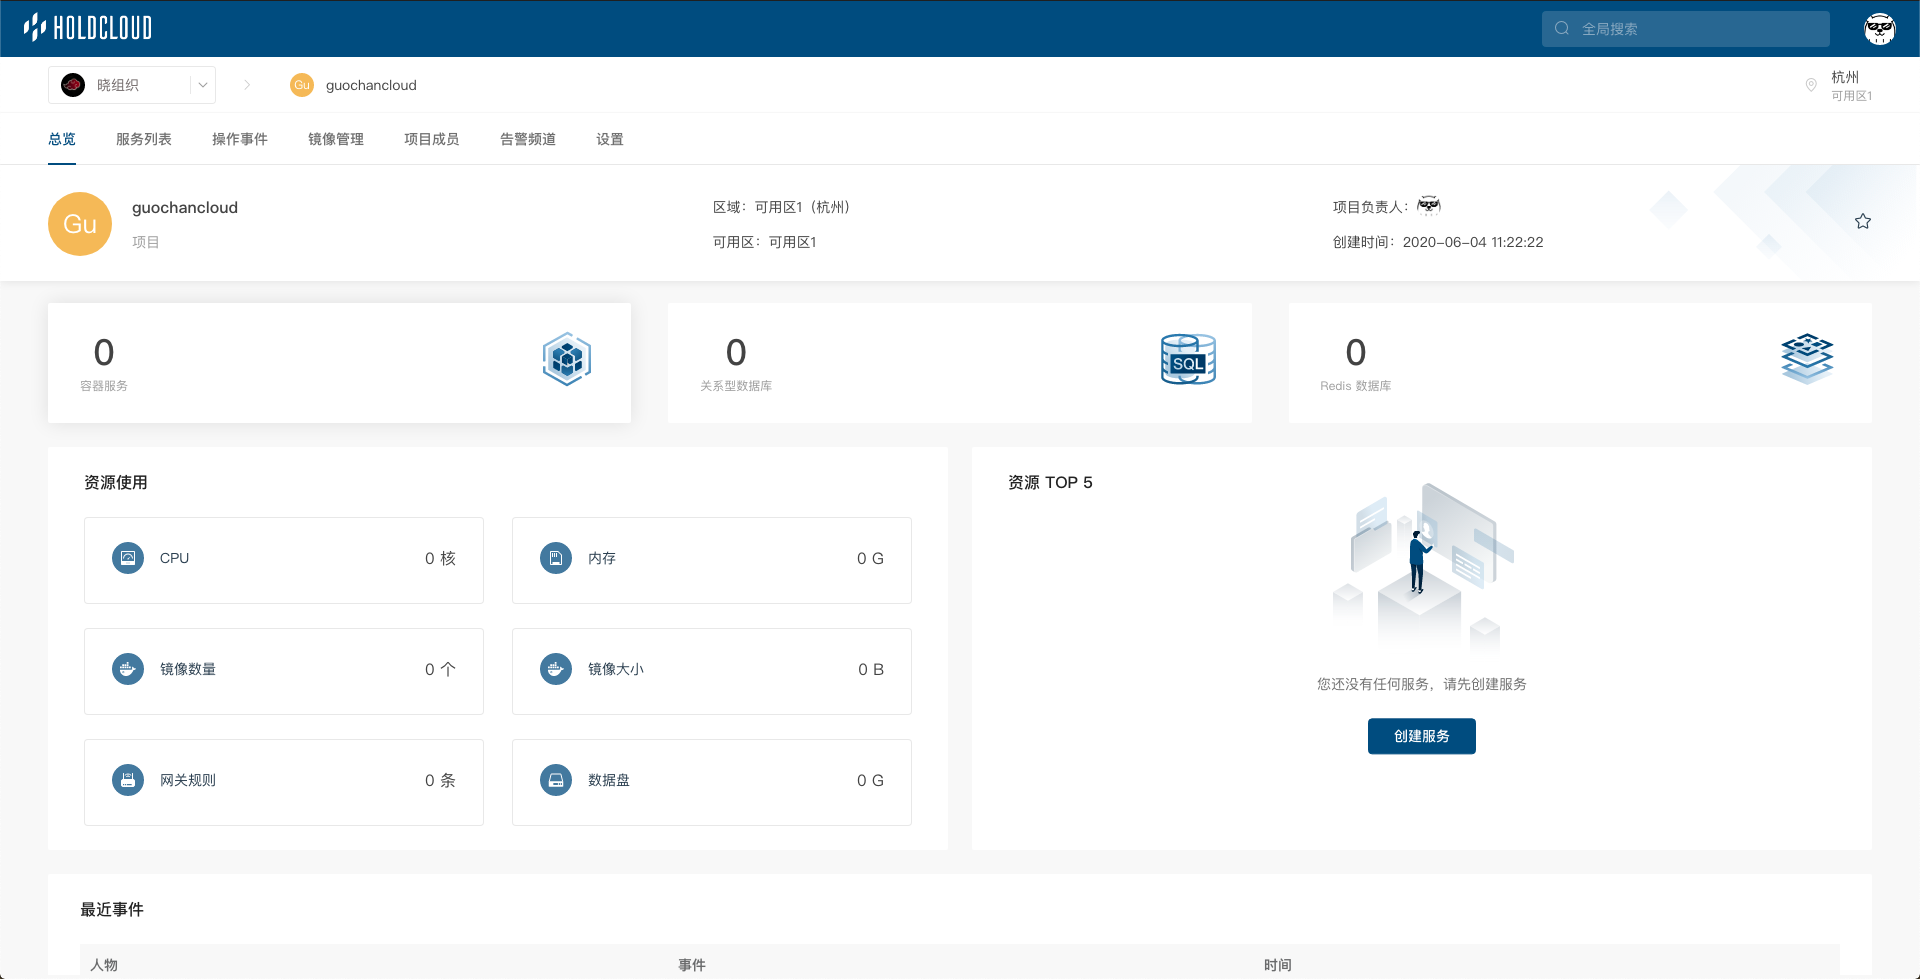 HOLDCLOUD
全局搜索
晓组织
Gu
guochancloud
杭州
可用区1
总览
服务列表
操作事件
镜像管理
项目成员
告警频道
设置
Gu
guochancloud
项目
区域：可用区1（杭州）
可用区：可用区1
项目负责人：
创建时间：2020-06-04 11:22:22
0
容器服务
0
关系型数据库
SQL
0
Redis 数据库
资源使用
CPU
0 核
内存
0 G
镜像数量
0 个
镜像大小
0 B
网关规则
0 条
数据盘
0 G
资源 TOP 5
您还没有任何服务，请先创建服务
创建服务
最近事件
人物
事件
时间